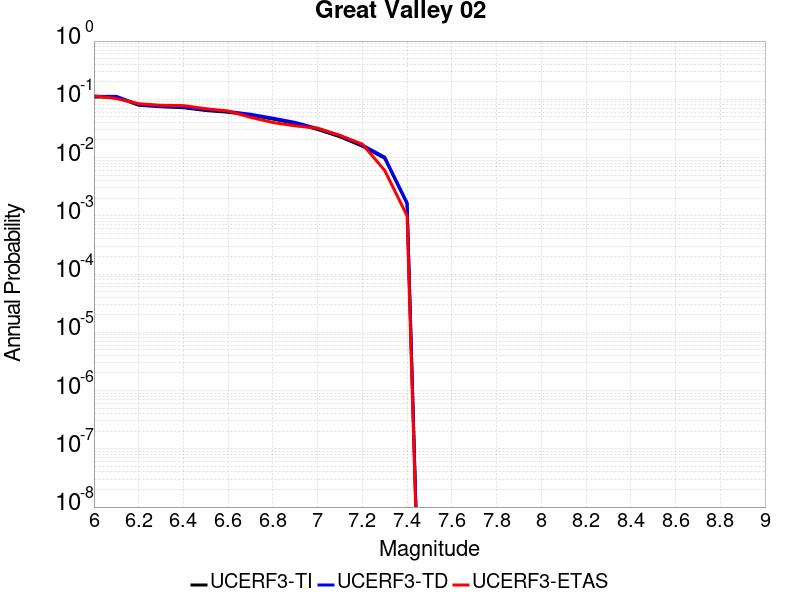 Great Valley 02
10^0
10^-1
10^-2
10^-3
10^-4
10^-5
10^-6
10^-7
10^-8
Annual Probability
6 6.2 6.4 6.6 6.8 7 7.2 7.4 7.6 7.8 8 8.2 8.4 8.6 8.8 9
Magnitude
UCERF3-TI UCERF3-TD UCERF3-ETAS